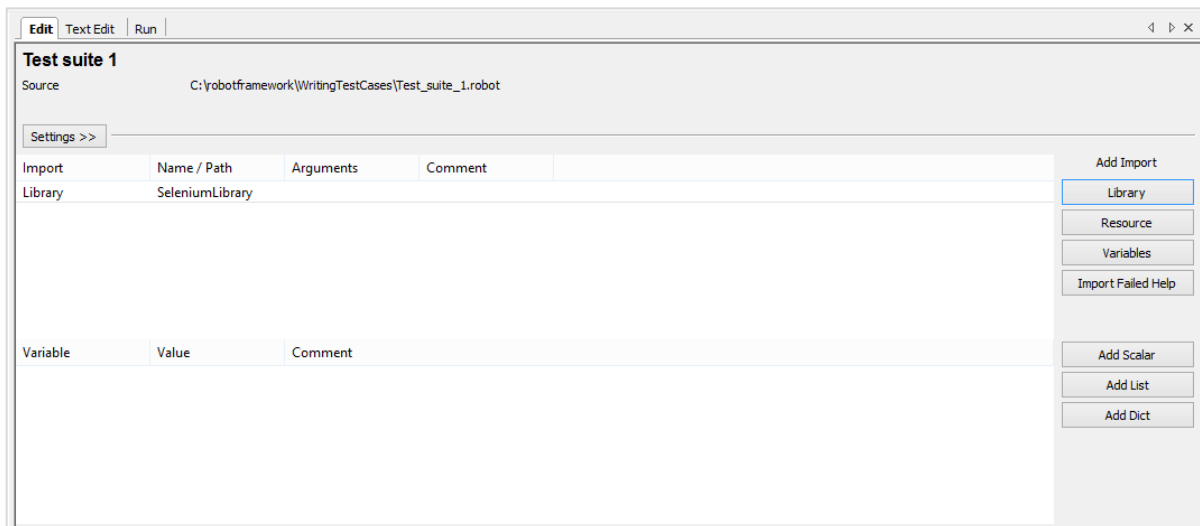 Edit Text Edit Run
Test suite 1
Source C:\robotframework\WritingTestCases\Test_suite_1.robot
Settings >>
Import Name / Path Arguments Comment Add Import
Library SeleniumLibrary Library
Resource
Variables
Import Failed Help
Variable Value Comment Add Scalar
Add List
Add Dict